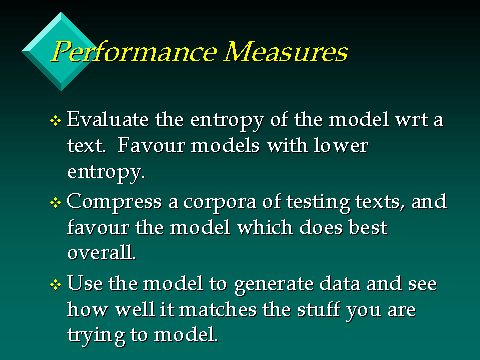 Performance Measures
Evaluate the entropy of the model wrt a
text.  Favour models with lower
entropy.
Compress a corpora of testing texts, and
favour the model which does best
overall.
Use the model to generate data and see
how well it matches the stuff you are
trying to model.